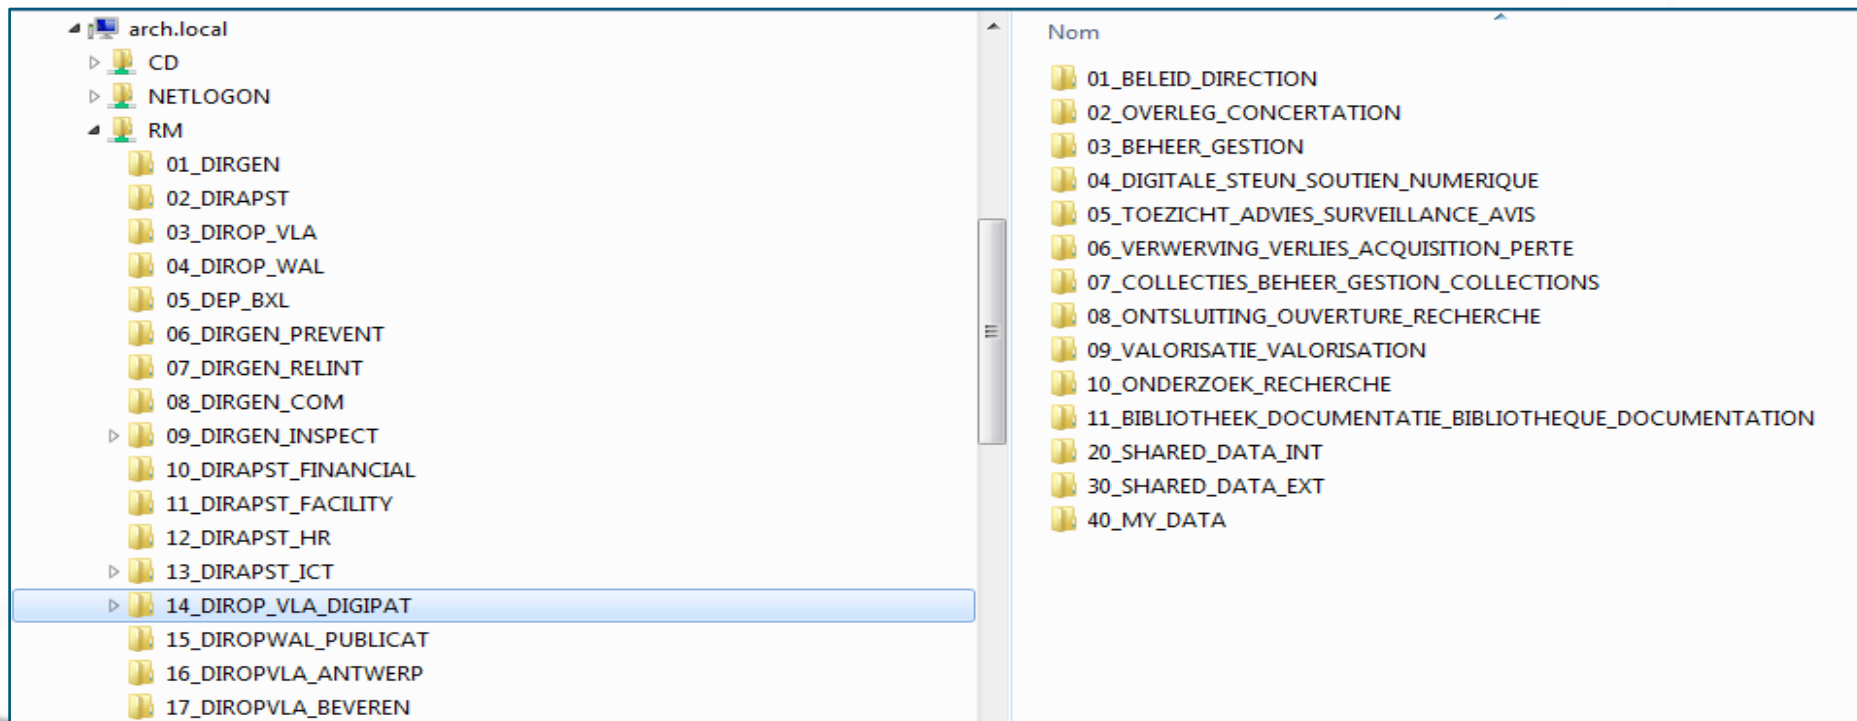 arch.local
CD
NETLOGON
RM
01_DIRGEN
02_DIRAPST
03_DIROP_VLA
04_DIROP_WAL
05_DEP_BXL
06_DIRGEN_PREVENT
07_DIRGEN_RELINT
08_DIRGEN_COM
09_DIRGEN_INSPECT
10_DIRAPST_FINANCIAL
11_DIRAPST_FACILITY
12_DIRAPST_HR
13_DIRAPST_ICT
14_DIROP_VLA_DIGIPAT
15_DIROPWAL_PUBLICAT
16_DIROPVLA_ANTWERP
17_DIROPVLA_BEVEREN
Nom
01_BELEID_DIRECTION
02_OVERLEG_CONCERTATION
03_BEHEER_GESTION
04_DIGITALE_STEUN_SOUTIEN_NUMERIQUE
05_TOEZICHT_ADVIES_SURVEILLANCE_AVIS
06_VERWERVING_VERLIES_ACQUISITION_PERTE
07_COLLECTIES_BEHEER_GESTION_COLLECTIONS
08_ONTSLUITING_OUVERTURE_RECHERCHE
09_VALORISATIE_VALORISATION
10_ONDERZOEK_RECHERCHE
11_BIBLIOTHEEK_DOCUMENTATIE_BIBLIOTHEQUE_DOCUMENTATION
20_SHARED_DATA_INT
30_SHARED_DATA_EXT
40_MY_DATA